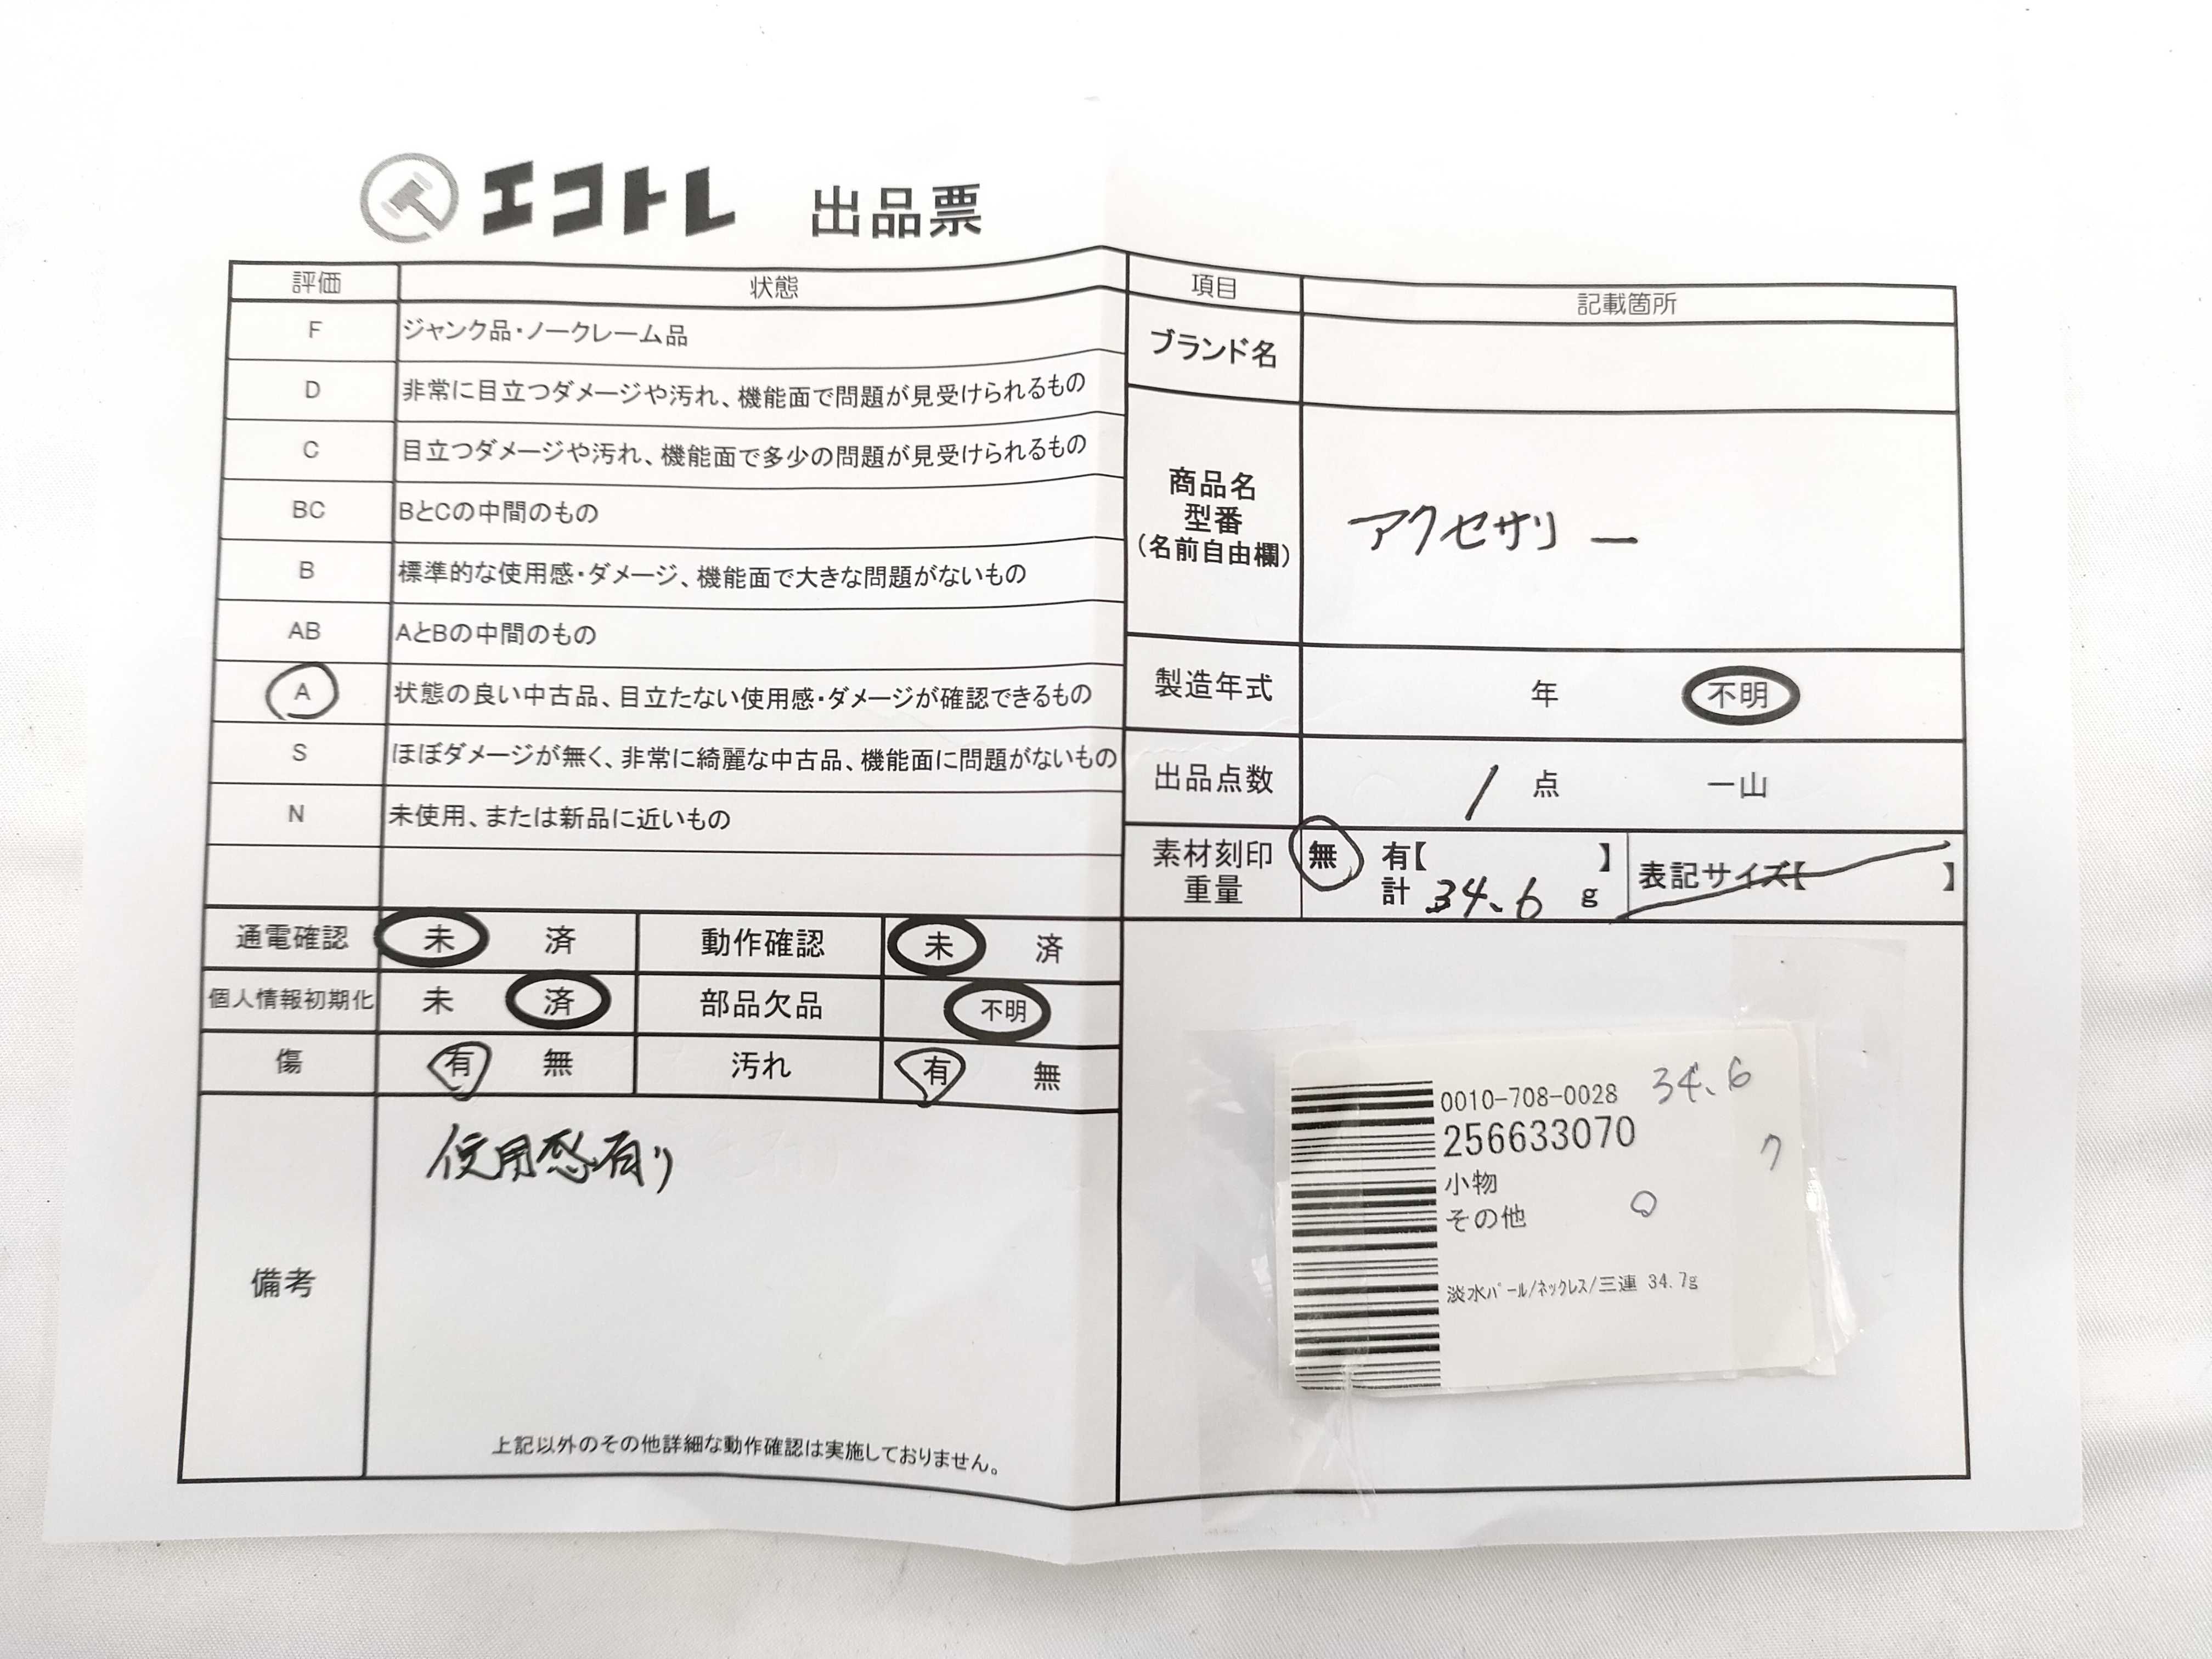 エコトレ 出品票
評価 状態
F ジャンク品・ノークレーム品
D 非常に目立つダメージや汚れ、機能面で問題が見受けられるもの
C 目立つダメージや汚れ、機能面で多少の問題が見受けられるもの
BC BとCの中間のもの
B 標準的な使用感・ダメージ、機能面で大きな問題がないもの
AB AとBの中間のもの
A 状態の良い中古品、目立たない使用感・ダメージが確認できるもの
S ほぼダメージが無く、非常に綺麗な中古品、機能面に問題がないもの
N 未使用、または新品に近いもの
通電確認 未 済 動作確認 未 済
個人情報初期化 未 済 部品欠品 不明
傷 有 無 汚れ 有 無
備考
使用感有り
上記以外のその他詳細な動作確認は実施しておりません。
項目 記載箇所
ブランド名
商品名
型番
(名前自由欄)
アクセサリー
製造年式 年 不明
出品点数 1 点 一山
素材刻印 無 有【 】
重量 計 34.6 g
表記サイズ【 】
0010-708-0028 34.6
256633070
ク
小物
その他
淡水ﾊﾟｰﾙ/ﾈｯｸﾚｽ/三連 34.7g